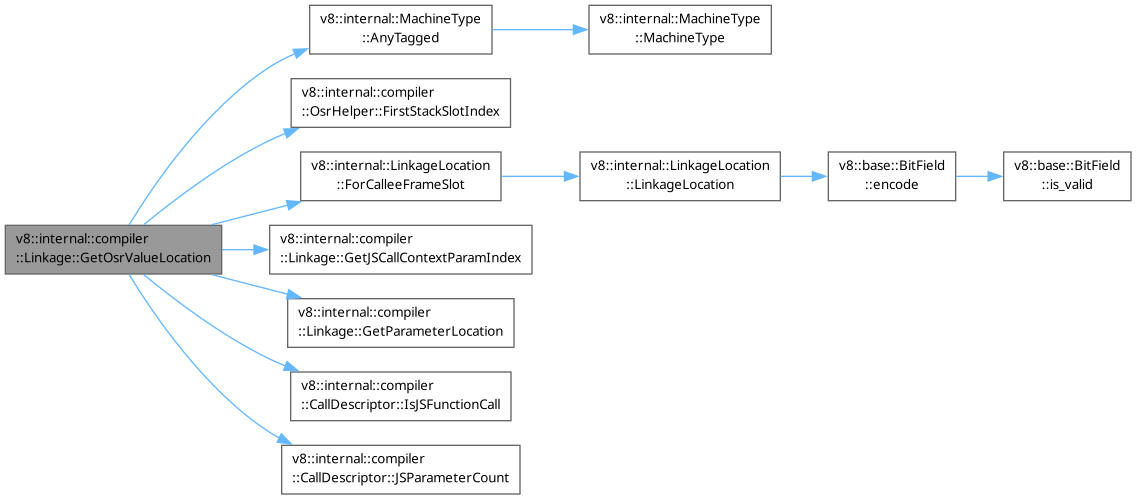 v8::internal::MachineType
::AnyTagged
v8::internal::MachineType
::MachineType
v8::internal::compiler
::OsrHelper::FirstStackSlotIndex
v8::internal::LinkageLocation
::ForCalleeFrameSlot
v8::internal::LinkageLocation
::LinkageLocation
v8::base::BitField
::encode
v8::base::BitField
::is_valid
v8::internal::compiler
::Linkage::GetOsrValueLocation
v8::internal::compiler
::Linkage::GetJSCallContextParamIndex
v8::internal::compiler
::Linkage::GetParameterLocation
v8::internal::compiler
::CallDescriptor::IsJSFunctionCall
v8::internal::compiler
::CallDescriptor::JSParameterCount